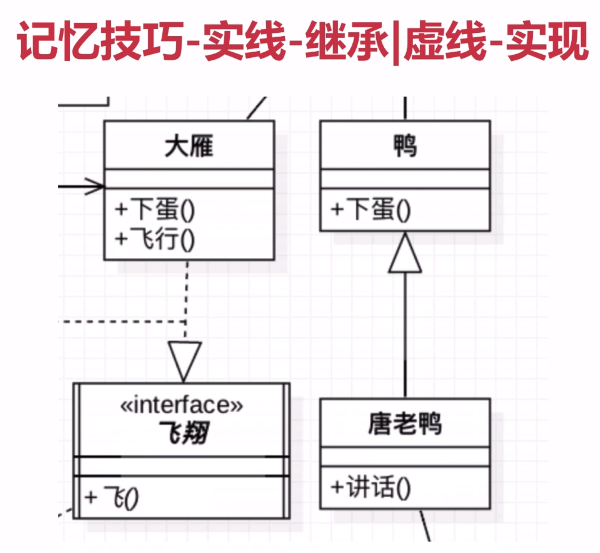 记忆技巧-实线-继承|虚线-实现
大雁
+下蛋()
+飞行()
鸭
+下蛋()
«interface»
飞翔
+飞()
唐老鸭
+讲话()